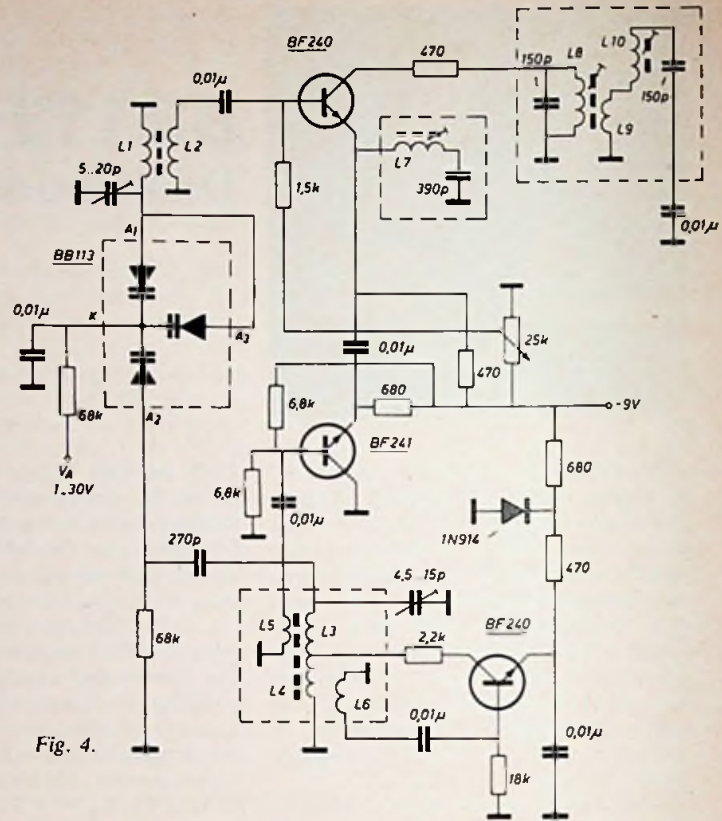 BF240
470
150p
L8
L10
150p
L9
0,01µ
0,01µ
L1
L2
5..20p
1,5k
L7
390p
BB113
A1
K
A3
A2
0,01µ
68k
VA
1..30V
0,01µ
470
25k
680
-9V
6,8k
BF241
6,8k
0,01µ
680
1N914
470
270p
4,5...15p
L5
L3
BF240
2,2k
68k
L4
L6
0,01µ
0,01µ
18k
Fig. 4.